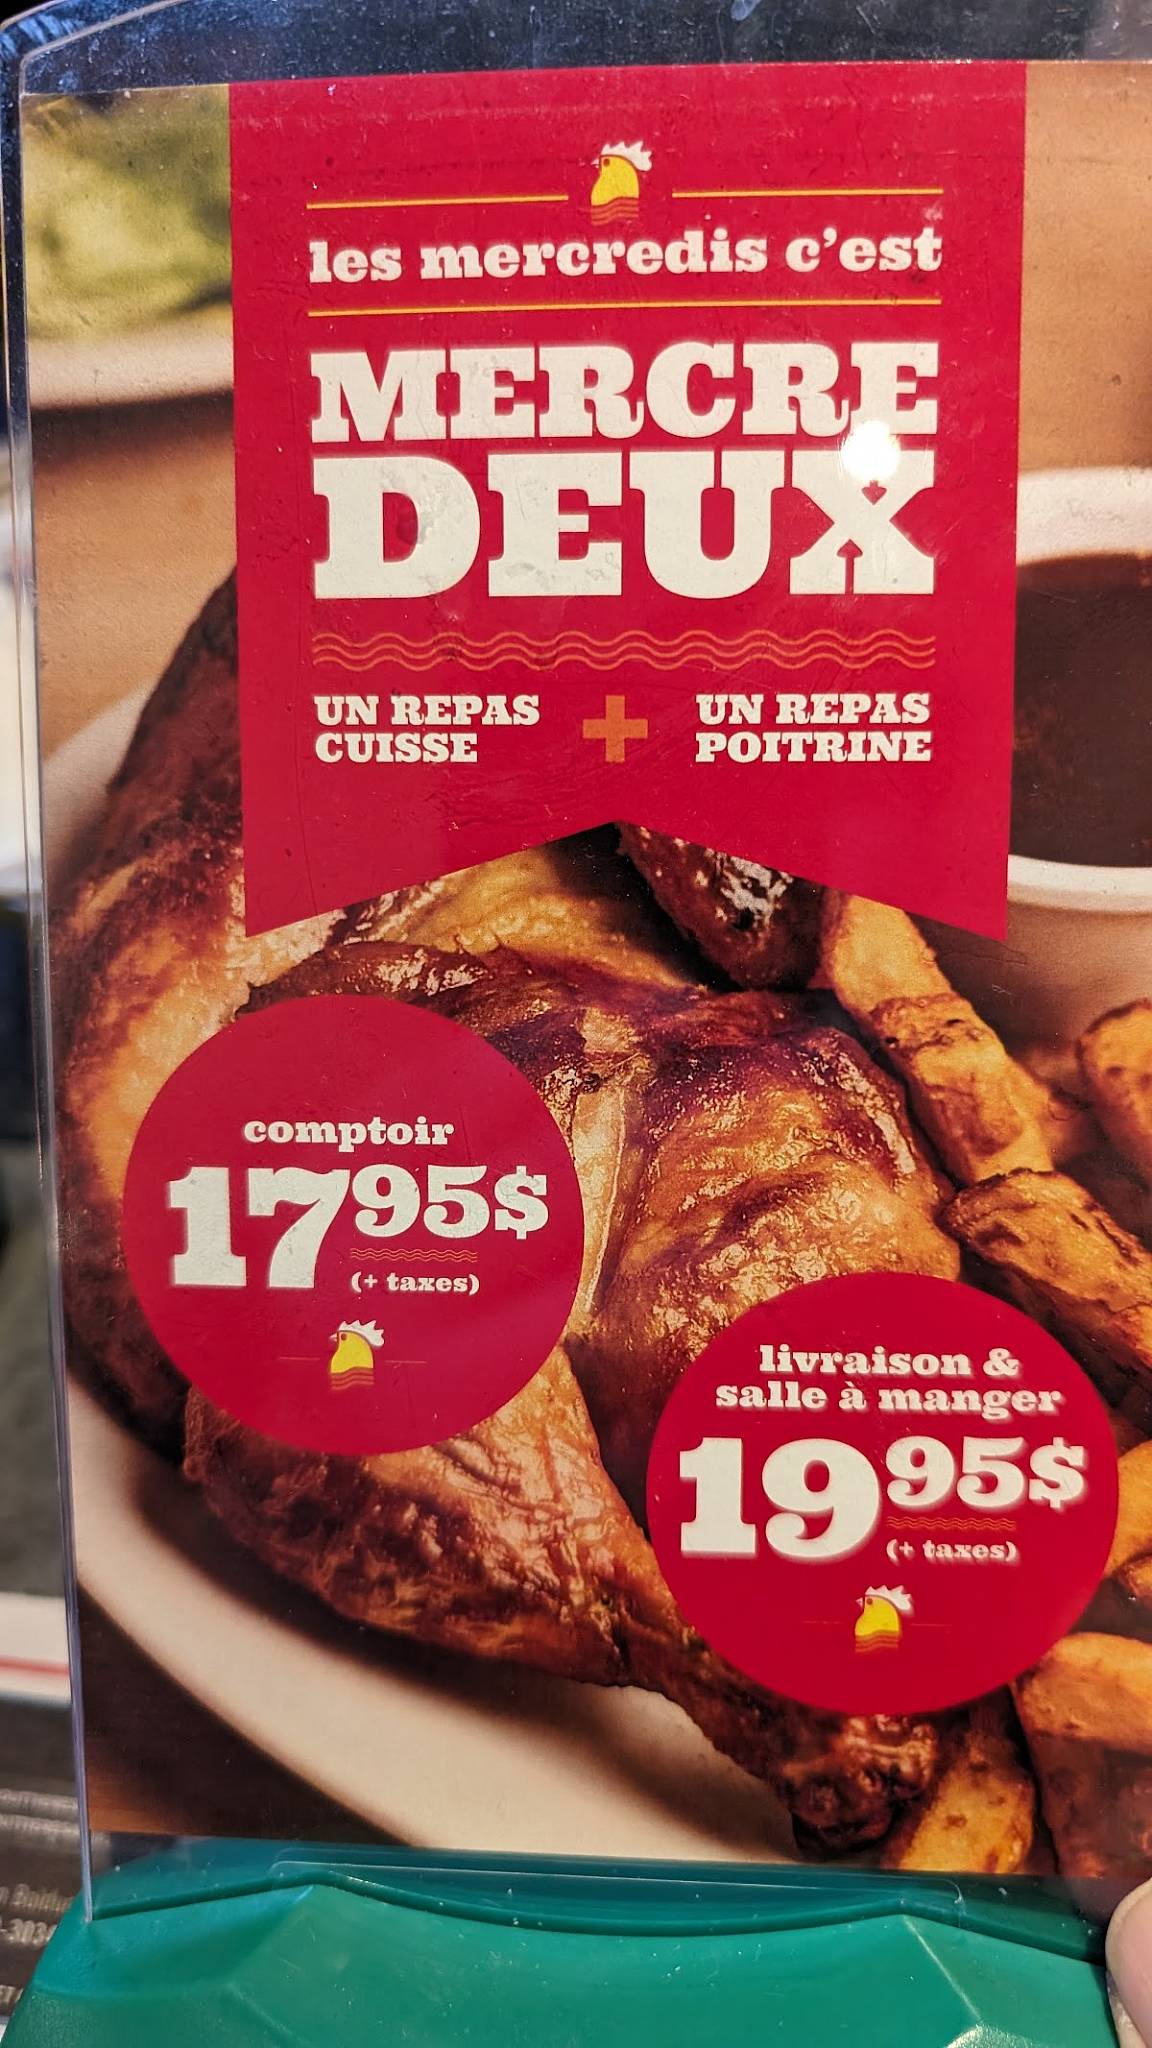 les mercredis c'est
MERCRE
DEUX
UN REPAS
CUISSE
+
UN REPAS
POITRINE
comptoir
1795$
(+ taxes)
livraison &
salle à manger
1995$
(+ taxes)